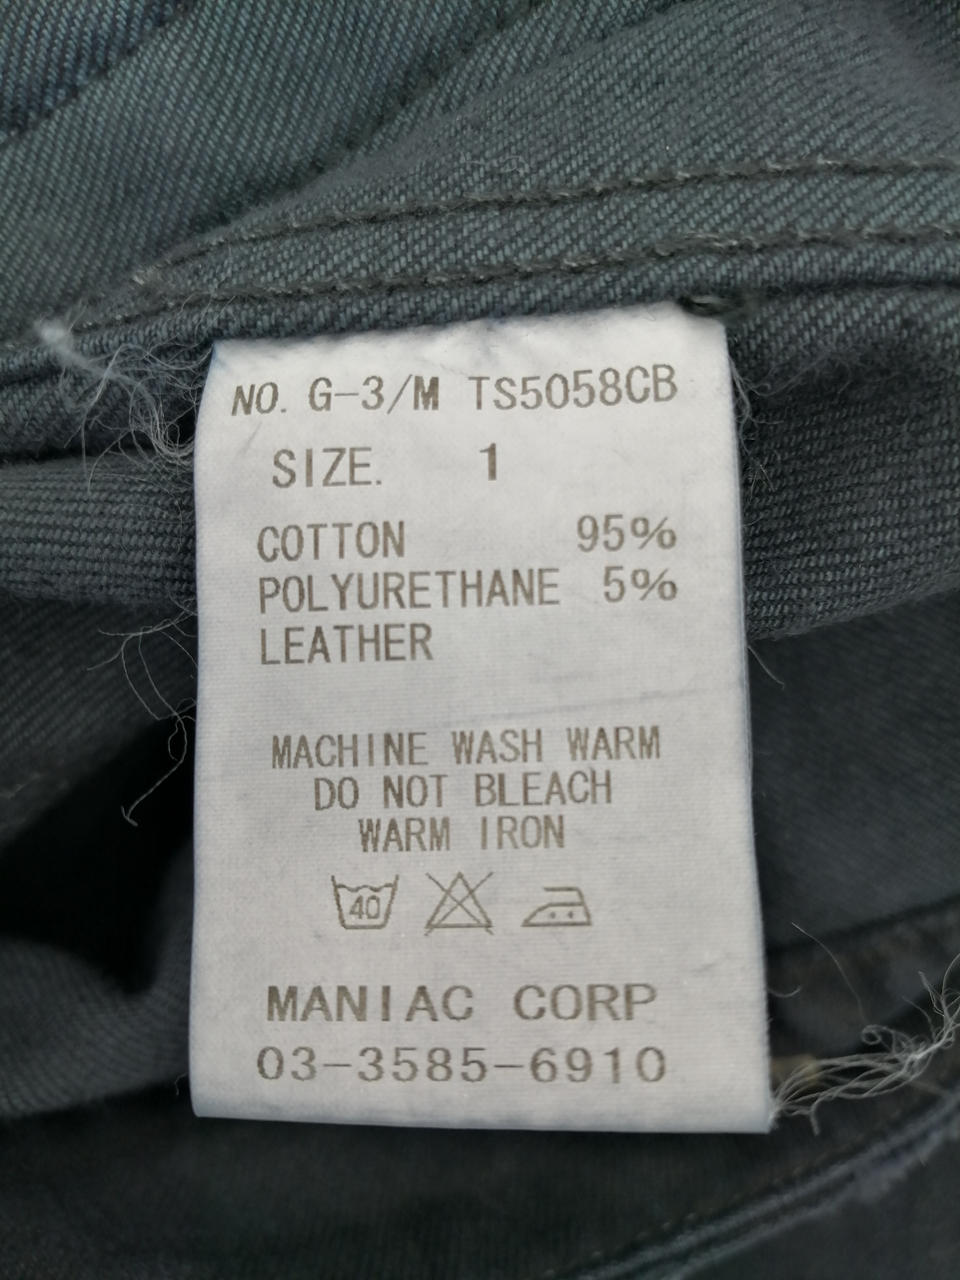 NO. G-3/M TS5058CB
SIZE. 1
COTTON 95%
POLYURETHANE 5%
LEATHER
MACHINE WASH WARM
DO NOT BLEACH
WARM IRON
40
MANIAC CORP
03-3585-6910